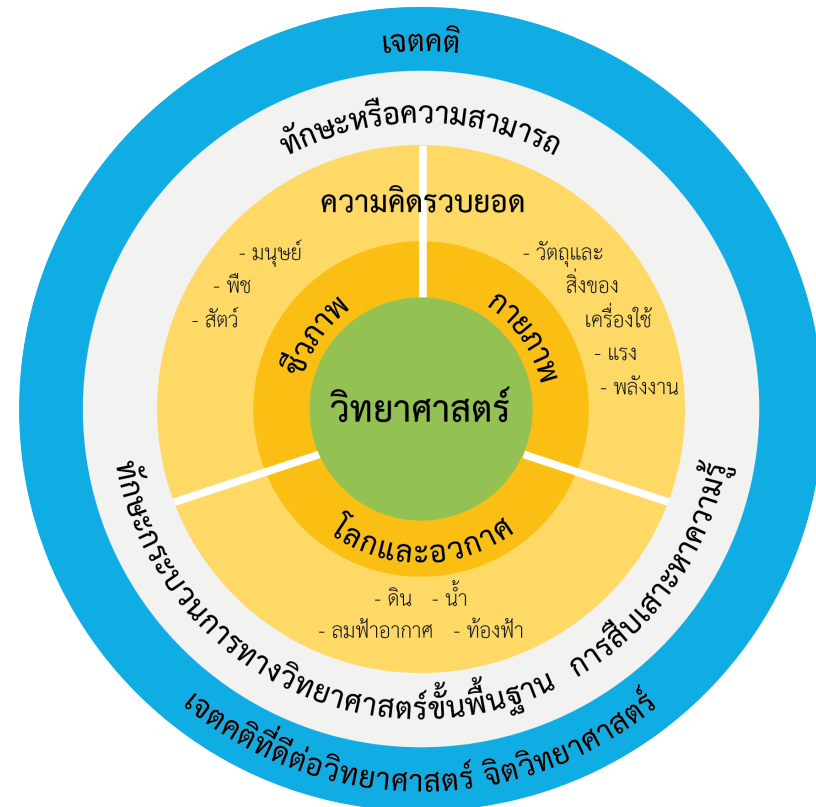 เจตคติ
ทักษะหรือความสามารถ
ความคิดรวบยอด
- มนุษย์
- พืช
- สัตว์
- วัตถุและ
สิ่งของ
เครื่องใช้
- แรง
- พลังงาน
ชีวภาพ
กายภาพ
วิทยาศาสตร์
โลกและอวกาศ
- ดิน - น้ำ
- ลมฟ้าอากาศ - ท้องฟ้า
ทักษะกระบวนการทางวิทยาศาสตร์ขั้นพื้นฐาน การสืบเสาะหาความรู้
เจตคติที่ดีต่อวิทยาศาสตร์ จิตวิทยาศาสตร์